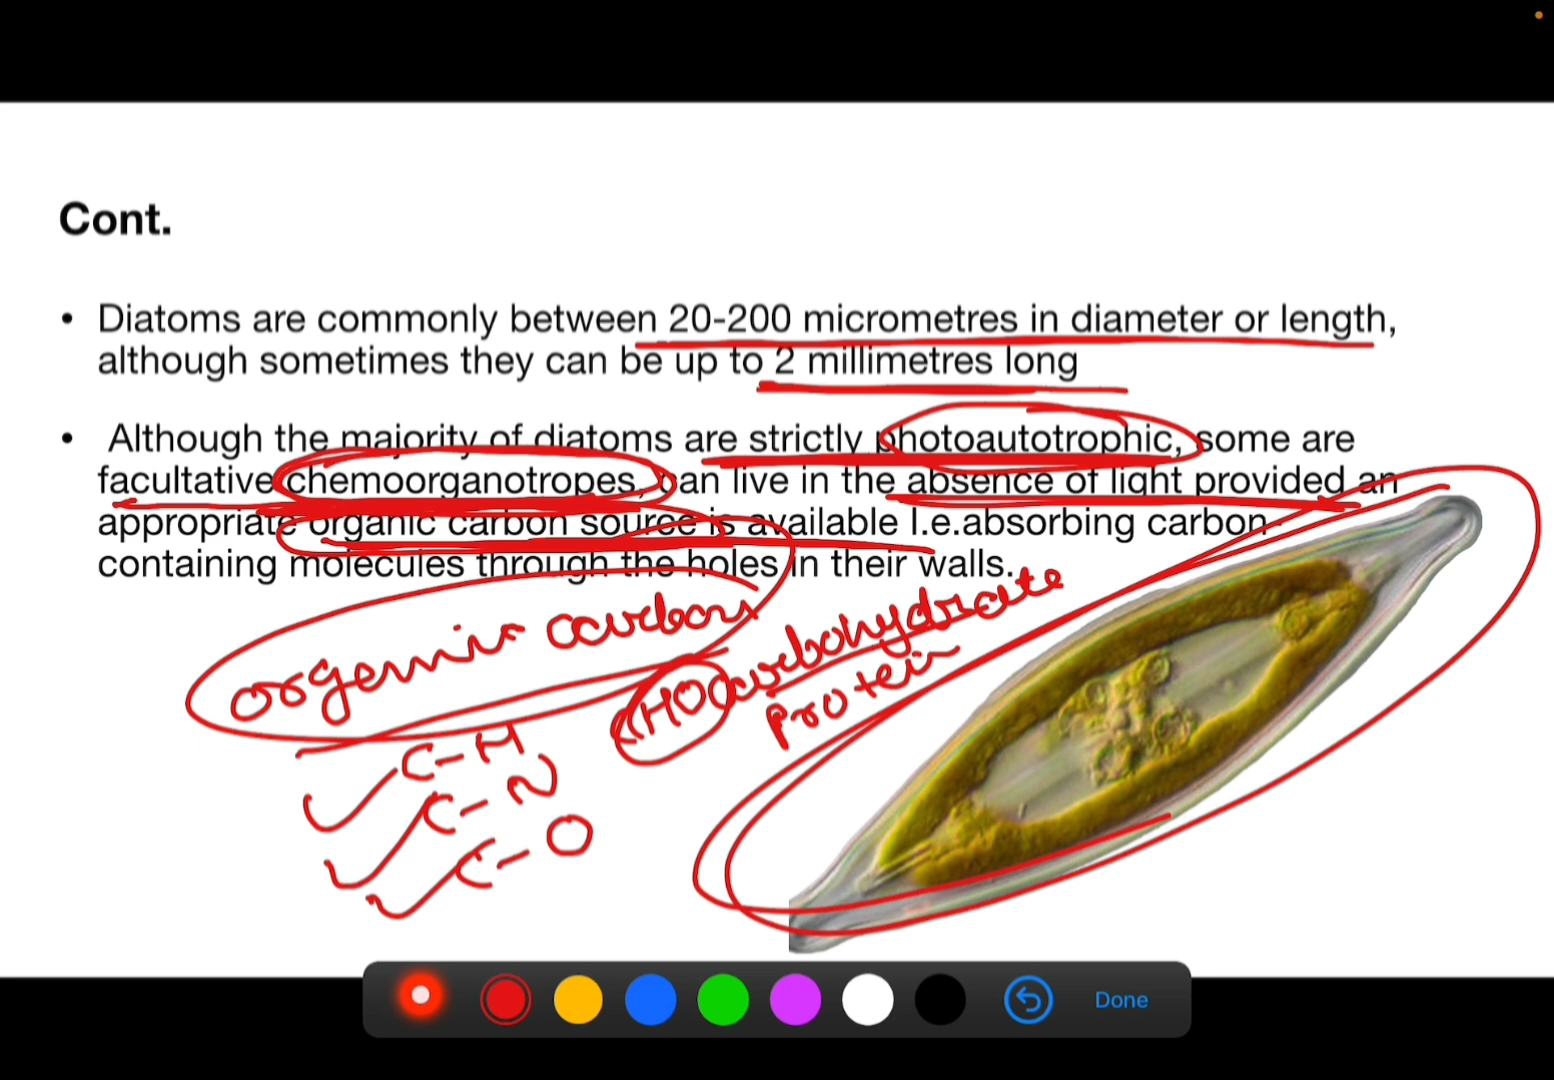 Cont.
• Diatoms are commonly between 20-200 micrometres in diameter or length,
although sometimes they can be up to 2 millimetres long
• Although the majority of diatoms are strictly photoautotrophic, some are
facultative chemoorganotropes, can live in the absence of light provided an
appropriate organic carbon source is available I.e.absorbing carbon-
containing molecules through the holes in their walls.
organic carbon
CHO Carbohydrate
Protein
C-H
C-N
C-O
Done